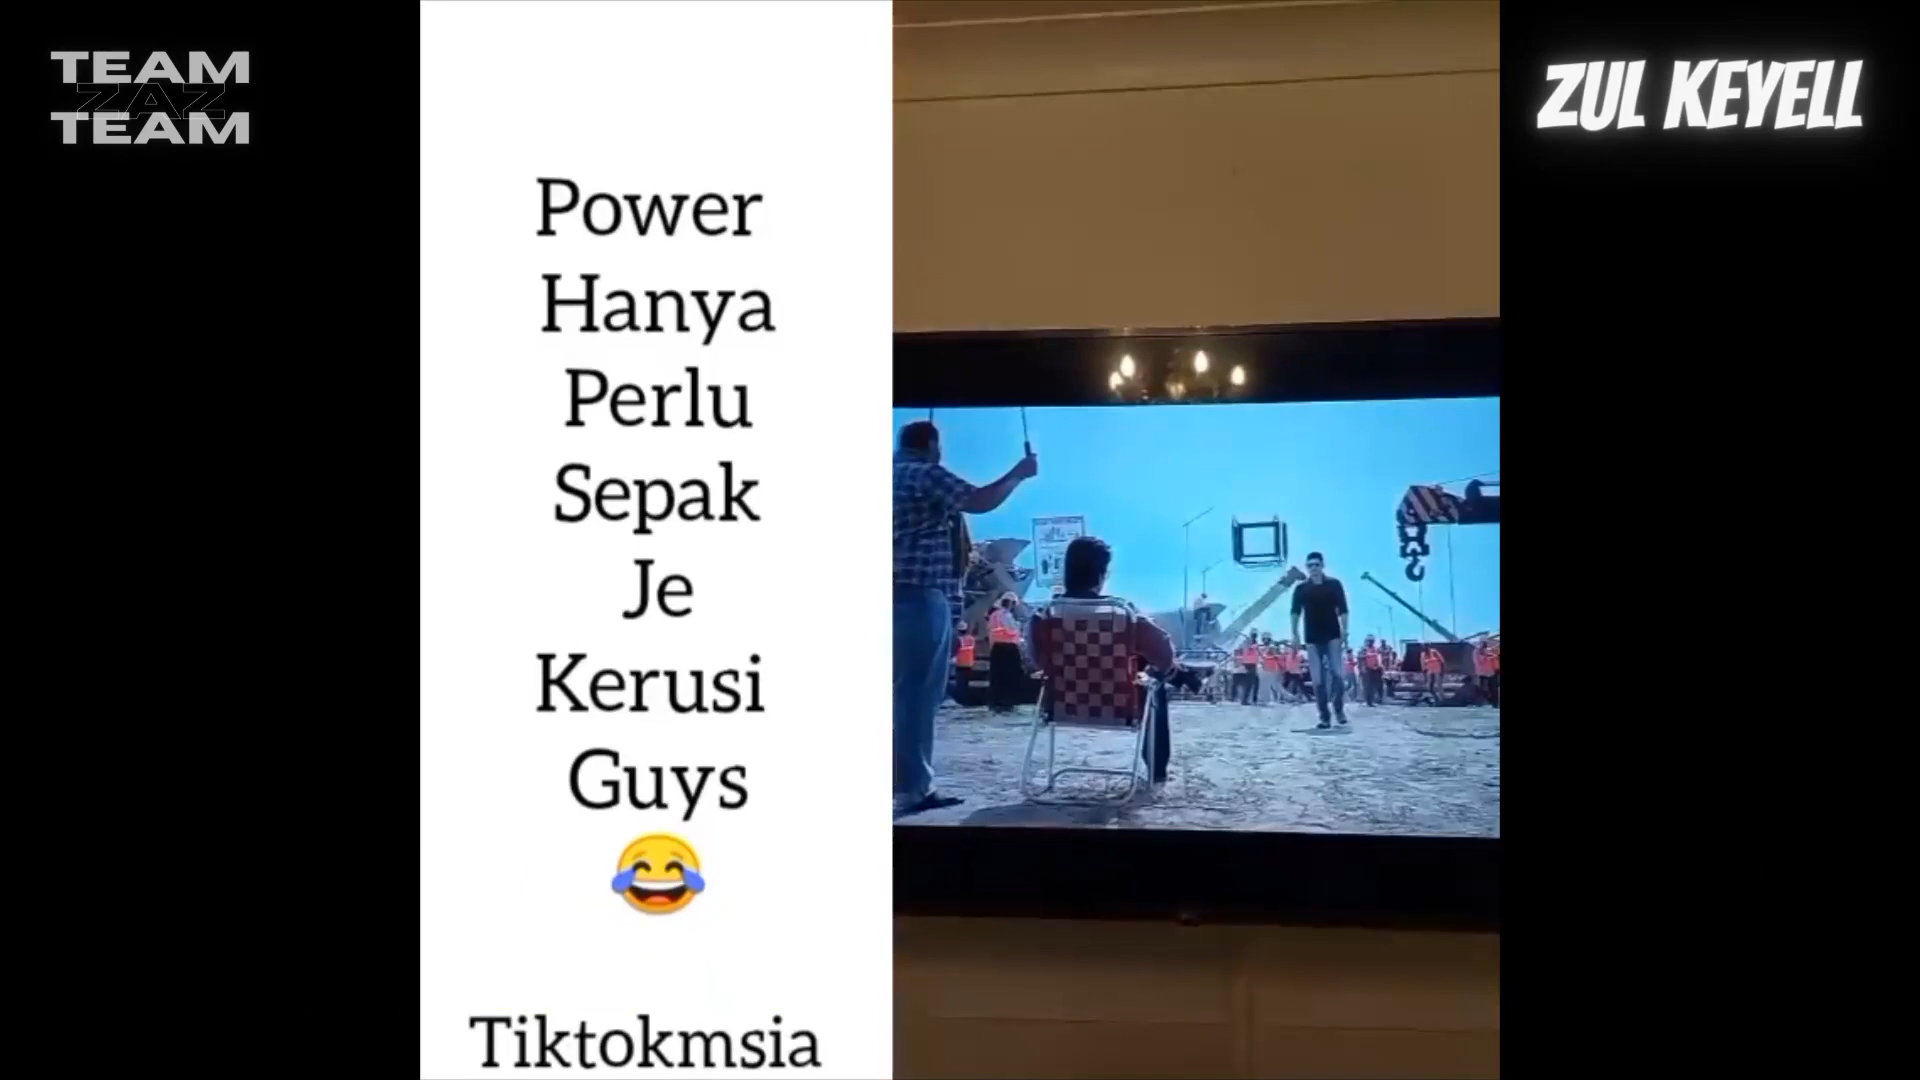 TEAM
ZAZ
TEAM
ZUL KEYELL
Power
Hanya
Perlu
Sepak
Je
Kerusi
Guys
😂
Tiktokmsia